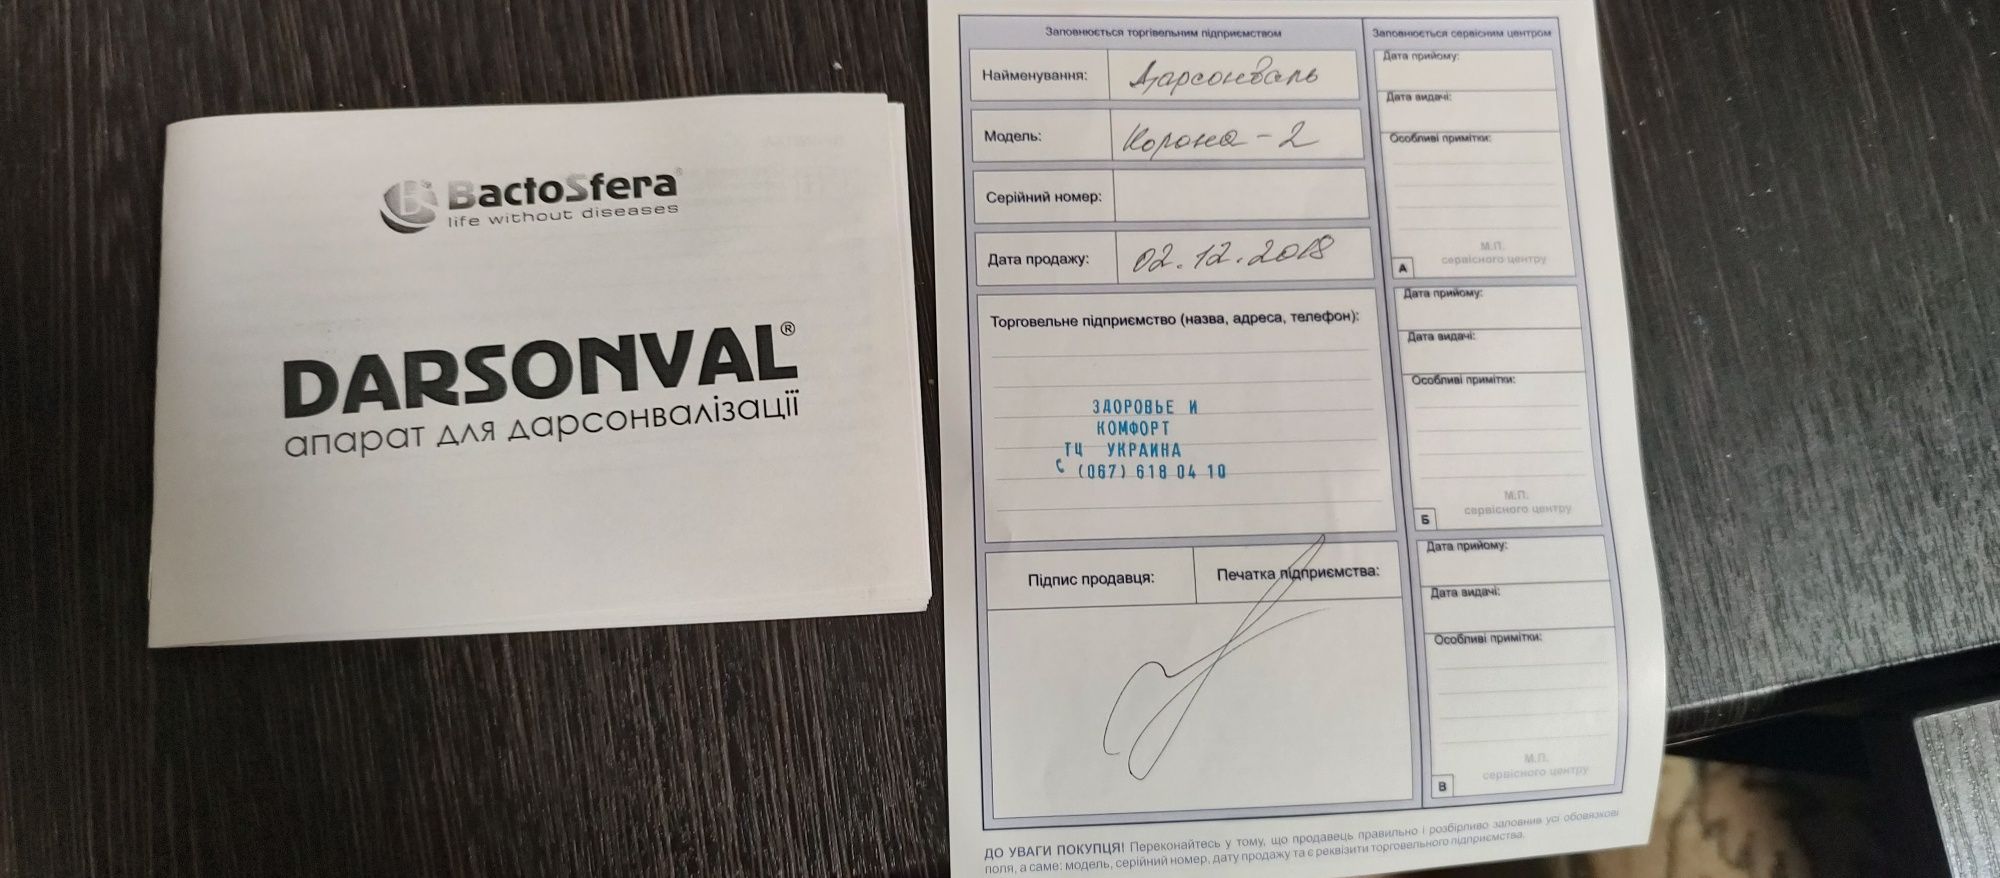 BactoSfera
life without diseases
DARSONVAL®
апарат для дарсонвалізації
Заповнюється торгівельним підприємством
Найменування: Дарсонваль
Модель: Корона - 2
Серійний номер:
Дата продажу: 02.12.2018
Торговельне підприємство (назва, адреса, телефон):
ЗДОРОВЬЕ И
КОМФОРТ
ТЦ УКРАИНА
С (067) 618 04 10
Підпис продавця: Печатка підприємства:
Заповнюється сервісним центром
Дата прийому:
Дата видачі:
Особливі примітки:
М.П.
А сервісного центру
Дата прийому:
Дата видачі:
Особливі примітки:
М.П.
Б сервісного центру
Дата прийому:
Дата видачі:
Особливі примітки:
М.П.
В сервісного центру
ДО УВАГИ ПОКУПЦЯ! Переконайтесь у тому, що продавець правильно і розбірливо заповнив усі обовязкові
поля, а саме: модель, серійний номер, дату продажу та є реквізити торговельного підприємства.